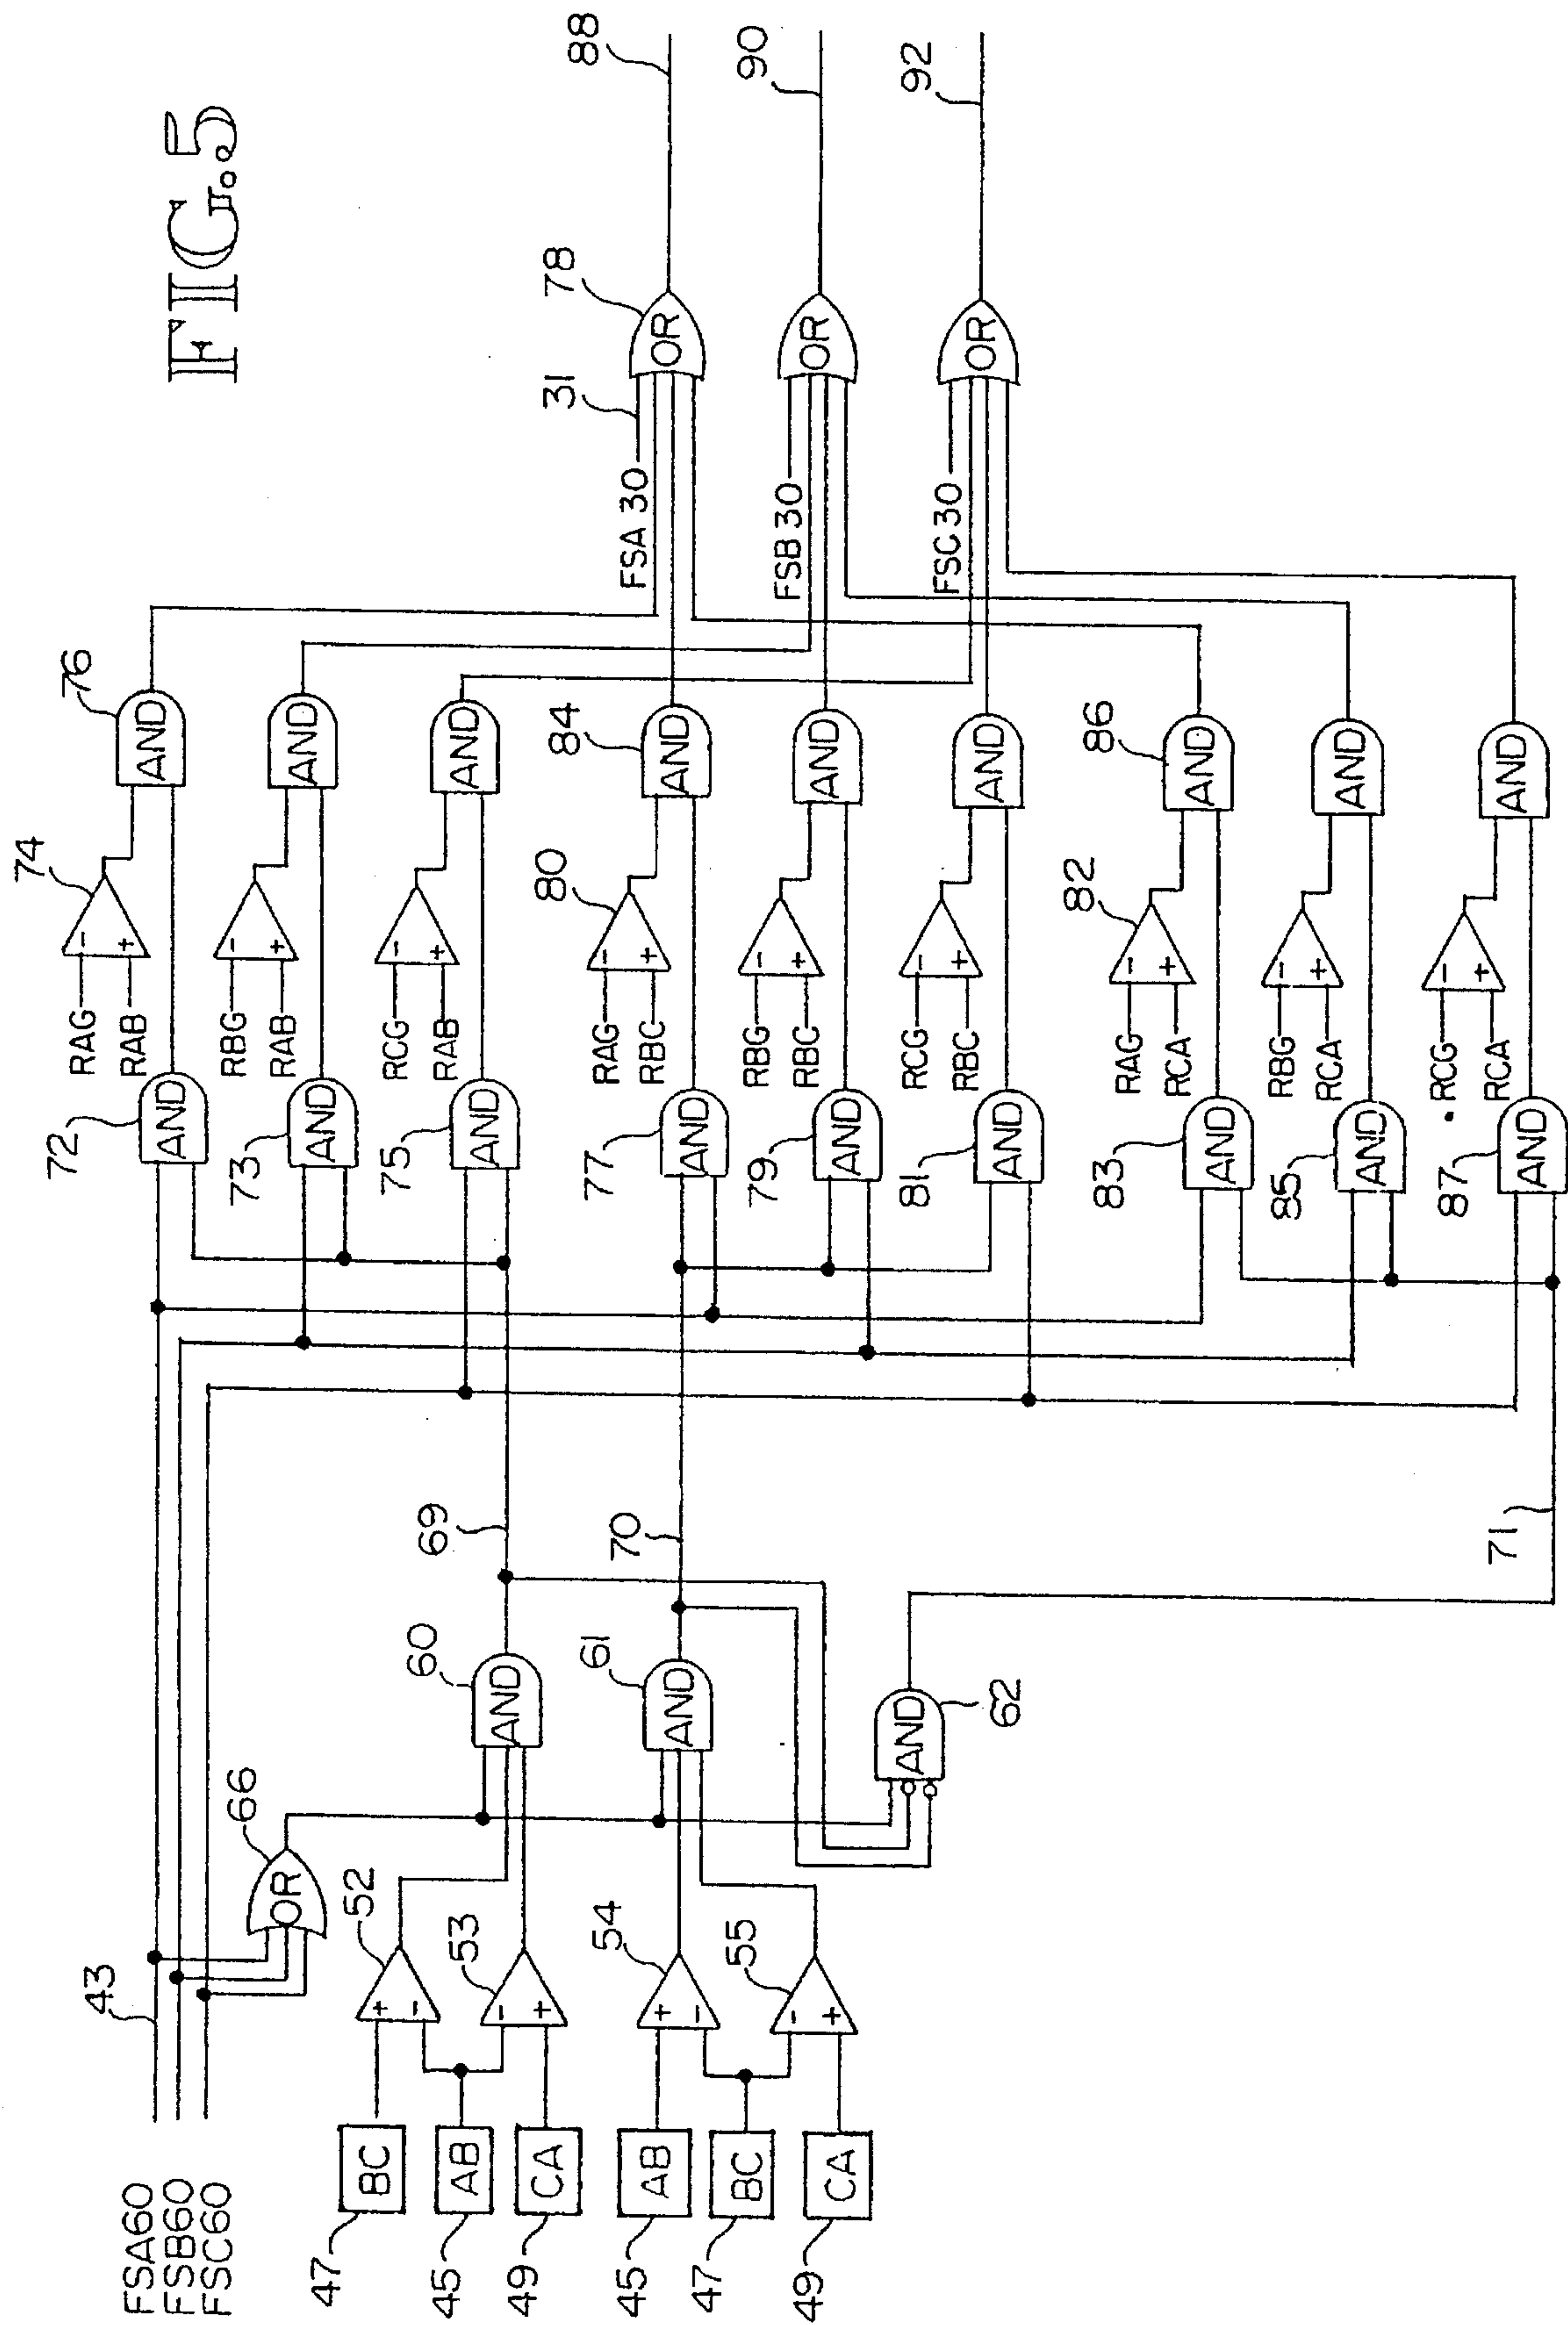 FIG.5
FSA60
FSB60
FSC60
43
66
OR
47
BC
45
AB
49
CA
52
+
-
53
-
+
60
AND
69
45
AB
47
BC
49
CA
54
+
-
55
-
+
61
AND
70
AND
62
71
72
AND
RAG
RAB
74
-
+
76
AND
73
AND
RBG
RAB
-
+
AND
75
AND
RCG
RAB
-
+
AND
77
AND
RAG
RBC
80
-
+
84
AND
79
AND
RBG
RBC
-
+
AND
81
AND
RCG
RBC
-
+
AND
83
AND
RAG
RCA
82
-
+
86
AND
85
AND
RBG
RCA
-
+
AND
87
AND
RCG
RCA
-
+
AND
FSA 30
31
78
OR
88
FSB 30
OR
90
FSC 30
OR
92